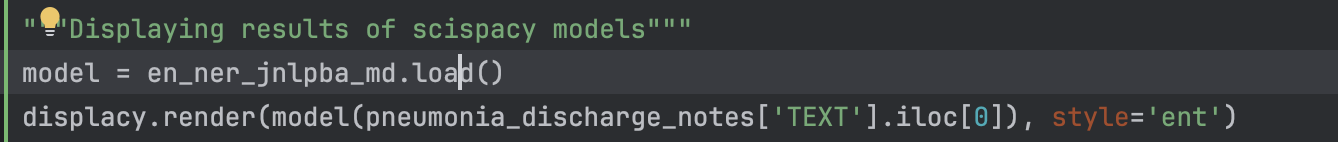 """Displaying results of scispacy models"""
model = en_ner_jnlpba_md.load()
displacy.render(model(pneumonia_discharge_notes['TEXT'].iloc[0]), style='ent')